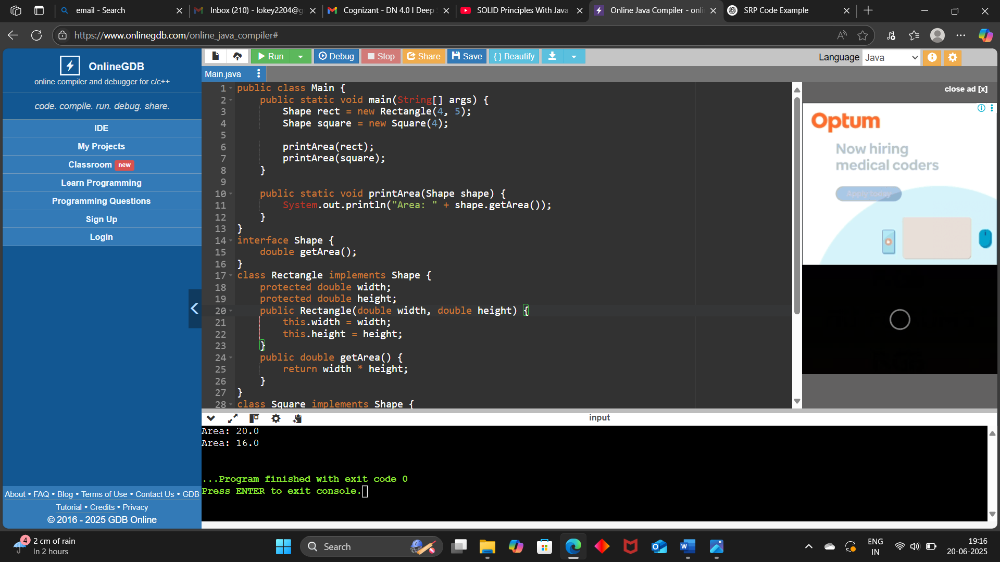 email - Search
Inbox (210) - lokey2204@g
Cognizant - DN 4.0 I Deep
SOLID Principles With Java
Online Java Compiler - onli
SRP Code Example
https://www.onlinegdb.com/online_java_compiler#
OnlineGDB
online compiler and debugger for c/c++
code. compile. run. debug. share.
IDE
My Projects
Classroom new
Learn Programming
Programming Questions
Sign Up
Login
About • FAQ • Blog • Terms of Use • Contact Us • GDB
Tutorial • Credits • Privacy
© 2016 - 2025 GDB Online
Run
Debug
Stop
Share
Save
{ } Beautify
Language Java
Main.java
1 public class Main {
2     public static void main(String[] args) {
3         Shape rect = new Rectangle(4, 5);
4         Shape square = new Square(4);
5
6         printArea(rect);
7         printArea(square);
8     }
9
10     public static void printArea(Shape shape) {
11         System.out.println("Area: " + shape.getArea());
12     }
13 }
14 interface Shape {
15     double getArea();
16 }
17 class Rectangle implements Shape {
18     protected double width;
19     protected double height;
20     public Rectangle(double width, double height) {
21         this.width = width;
22         this.height = height;
23     }
24     public double getArea() {
25         return width * height;
26     }
27 }
28 class Square implements Shape {
close ad [x]
Optum
Now hiring
medical coders
Apply today
input
Area: 20.0
Area: 16.0
...Program finished with exit code 0
Press ENTER to exit console.
4
2 cm of rain
In 2 hours
Search
ENG
IN
19:16
20-06-2025